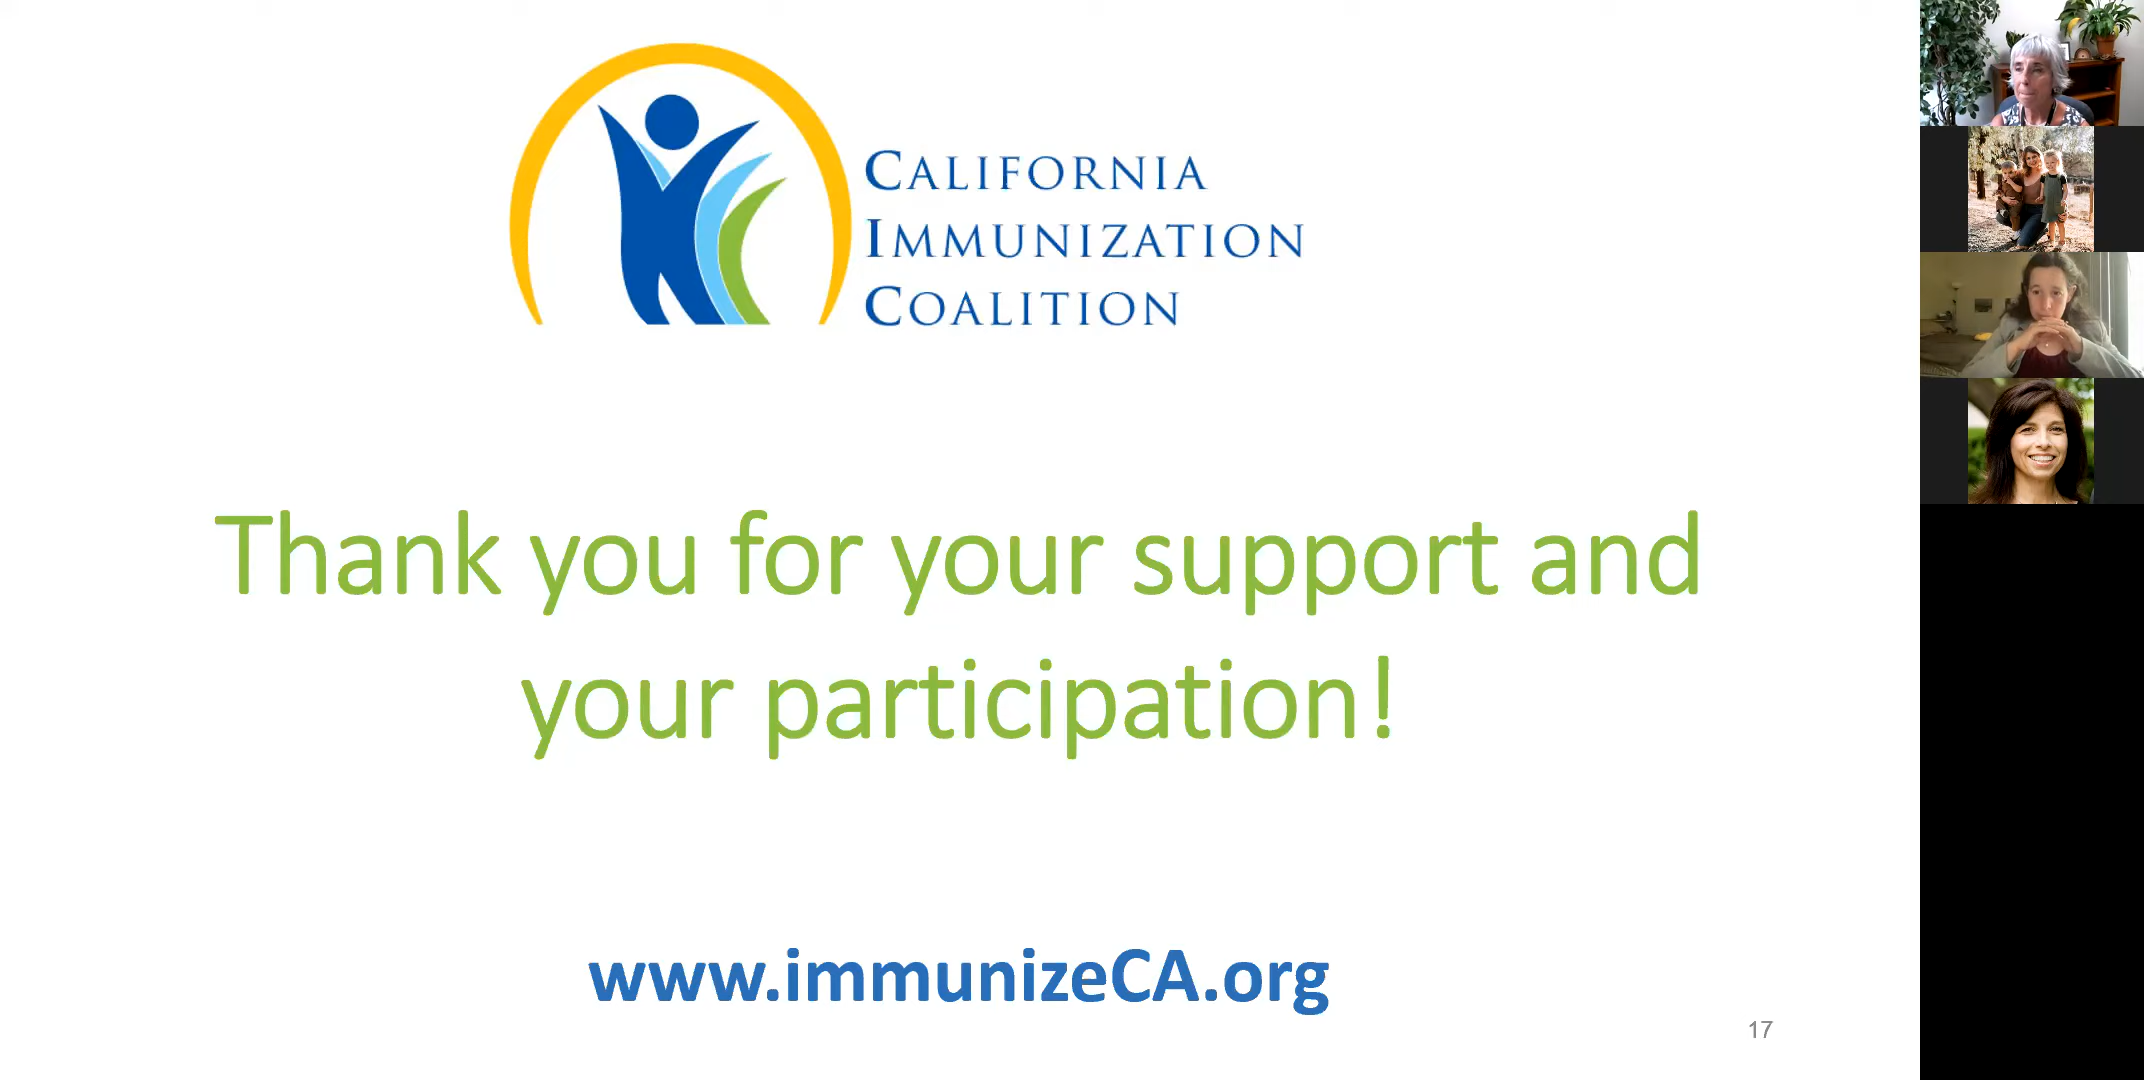 CALIFORNIA
IMMUNIZATION
COALITION
Thank you for your support and
your participation!
www.immunizeCA.org
17